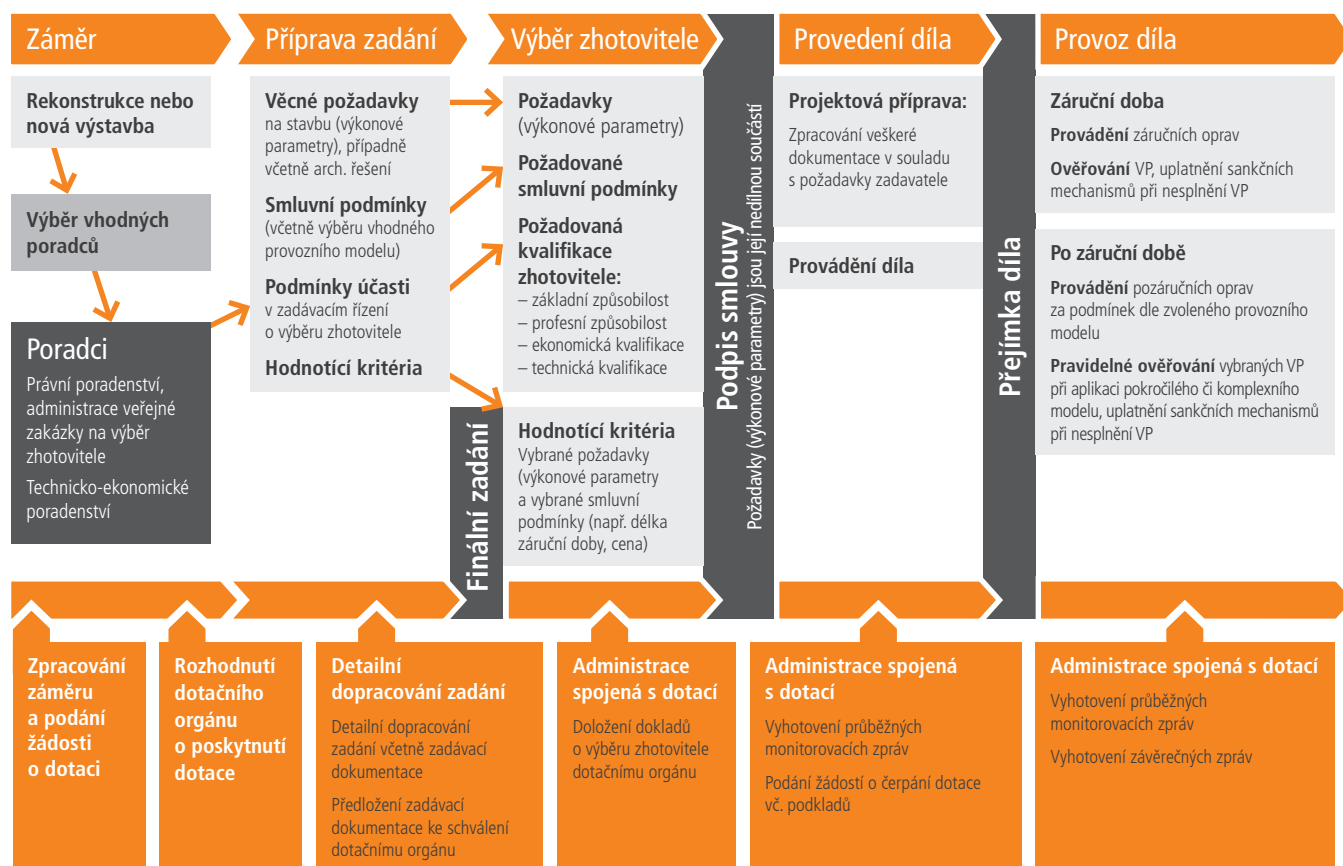 Záměr
Rekonstrukce nebo
nová výstavba
Výběr vhodných
poradců
Poradci
Právní poradenství,
administrace veřejné
zakázky na výběr
zhotovitele
Technicko-ekonomické
poradenství
Příprava zadání
Věcné požadavky
na stavbu (výkonové
parametry), případně
včetně arch. řešení
Smluvní podmínky
(včetně výběru vhodného
provozního modelu)
Podmínky účasti
v zadávacím řízení
o výběru zhotovitele
Hodnotící kritéria
Finální zadání
Výběr zhotovitele
Požadavky
(výkonové parametry)
Požadované
smluvní podmínky
Požadovaná
kvalifikace
zhotovitele:
– základní způsobilost
– profesní způsobilost
– ekonomická kvalifikace
– technická kvalifikace
Hodnotící kritéria
Vybrané požadavky
(výkonové parametry
a vybrané smluvní
podmínky (např. délka
záruční doby, cena)
Podpis smlouvy
Požadavky (výkonové parametry) jsou její nedílnou součástí
Provedení díla
Projektová příprava:
Zpracování veškeré
dokumentace v souladu
s požadavky zadavatele
Provádění díla
Přejímka díla
Provoz díla
Záruční doba
Provádění záručních oprav
Ověřování VP, uplatnění sankčních
mechanismů při nesplnění VP
Po záruční době
Provádění pozáručních oprav
za podmínek dle zvoleného provozního
modelu
Pravidelné ověřování vybraných VP
při aplikaci pokročilého či komplexního
modelu, uplatnění sankčních mechanismů
při nesplnění VP
Zpracování
záměru
a podání
žádosti
o dotaci
Rozhodnutí
dotačního
orgánu
o poskytnutí
dotace
Detailní
dopracování zadání
Detailní dopracování
zadání včetně zadávací
dokumentace
Předložení zadávací
dokumentace ke schválení
dotačnímu orgánu
Administrace
spojená s dotací
Doložení dokladů
o výběru zhotovitele
dotačnímu orgánu
Administrace spojená
s dotací
Vyhotovení průběžných
monitorovacích zpráv
Podání žádostí o čerpání dotace
vč. podkladů
Administrace spojená s dotací
Vyhotovení průběžných
monitorovacích zpráv
Vyhotovení závěrečných zpráv